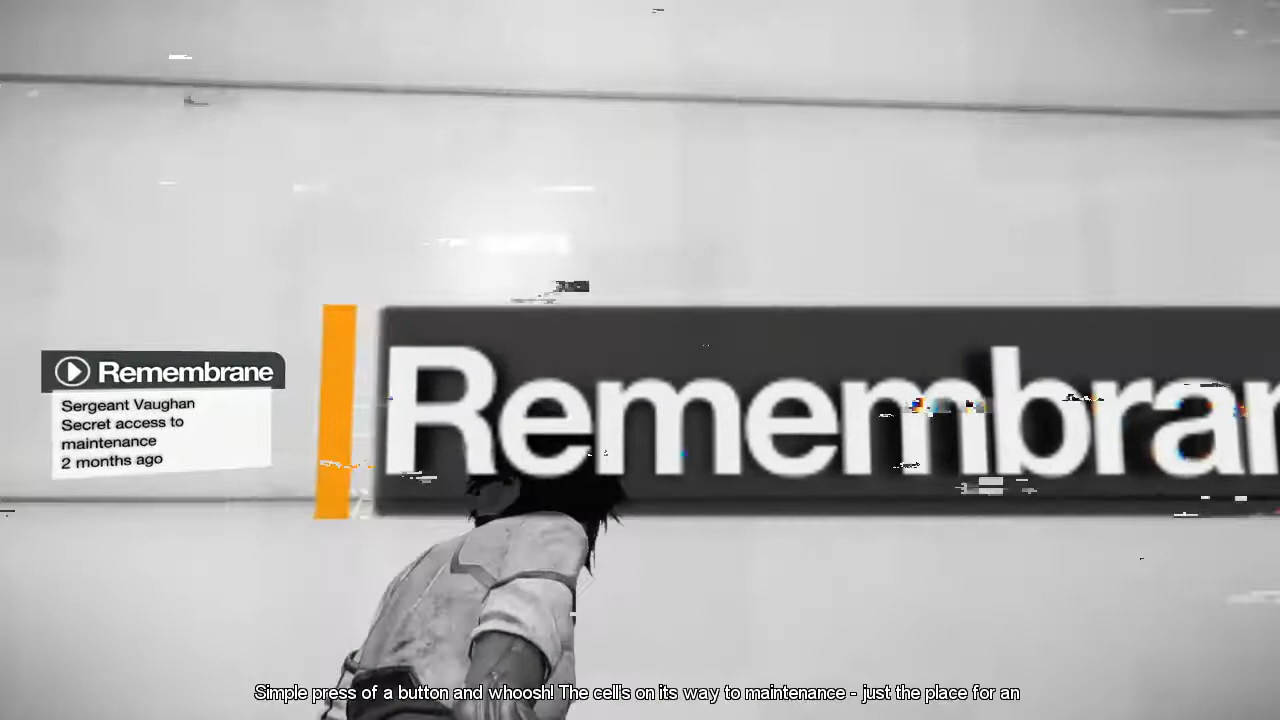 Remembrane
Sergeant Vaughan
Secret access to
maintenance
2 months ago
Remembra
Simple press of a button and whoosh! The cell's on its way to maintenance - just the place for an